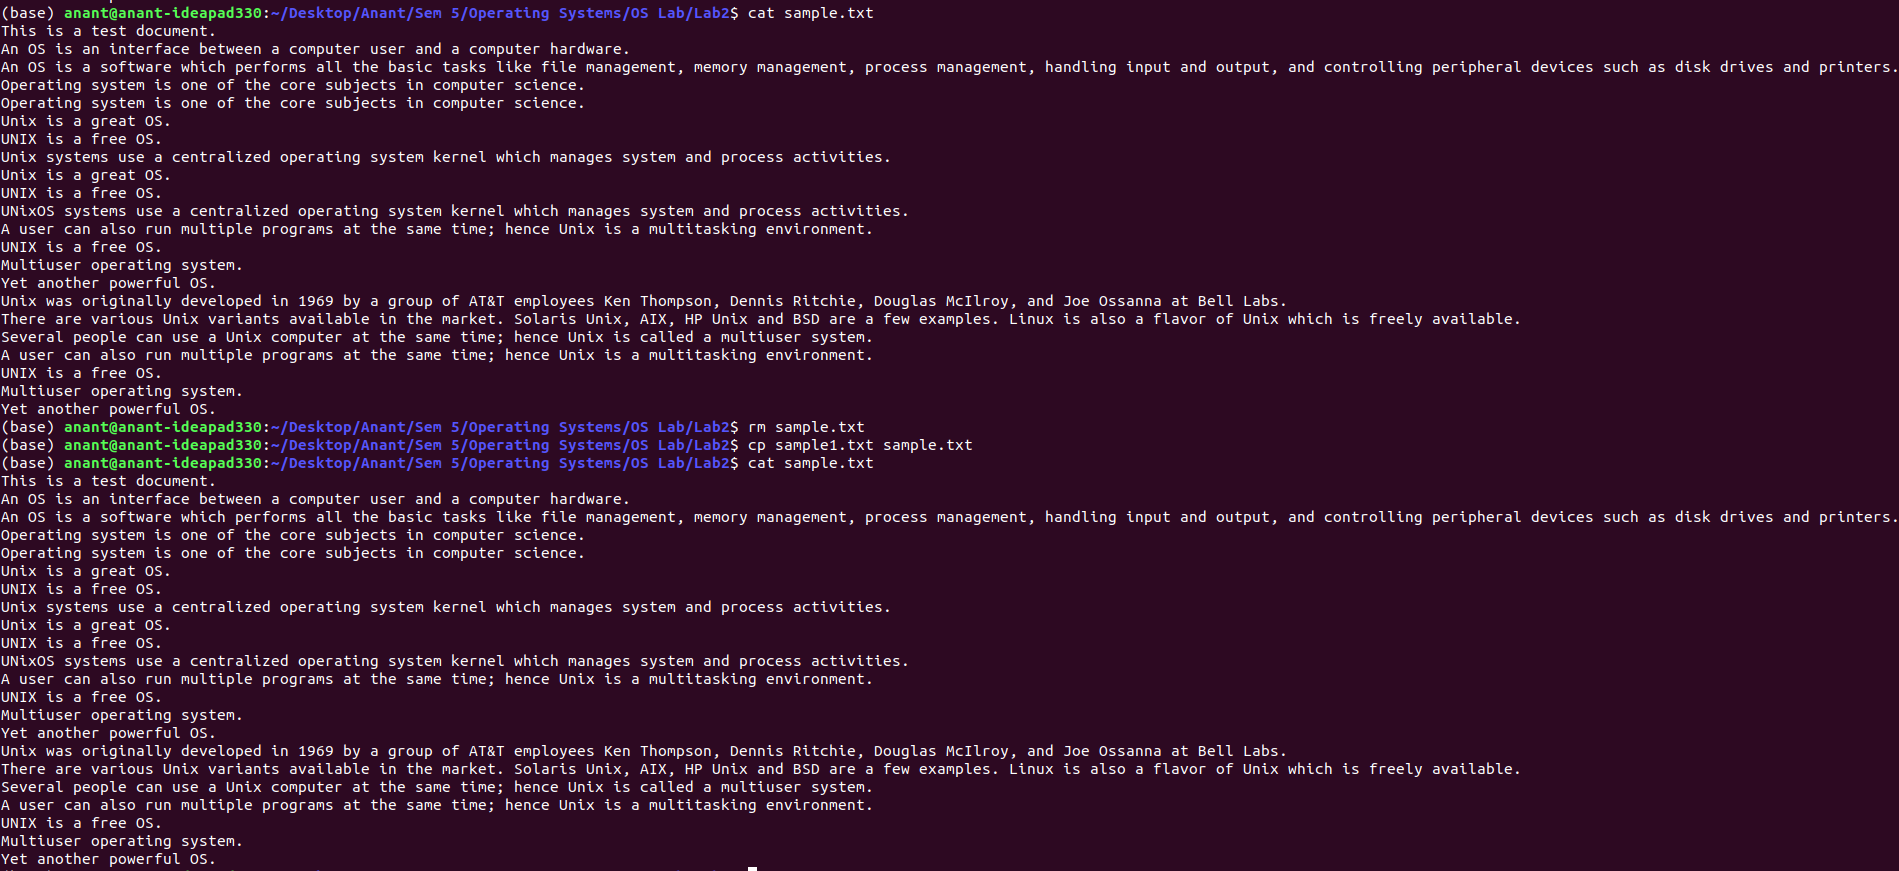 (base) anant@anant-ideapad330:~/Desktop/Anant/Sem 5/Operating Systems/OS Lab/Lab2$ cat sample.txt
This is a test document.
An OS is an interface between a computer user and a computer hardware.
An OS is a software which performs all the basic tasks like file management, memory management, process management, handling input and output, and controlling peripheral devices such as disk drives and printers.
Operating system is one of the core subjects in computer science.
Operating system is one of the core subjects in computer science.
Unix is a great OS.
UNIX is a free OS.
Unix systems use a centralized operating system kernel which manages system and process activities.
Unix is a great OS.
UNIX is a free OS.
UNixOS systems use a centralized operating system kernel which manages system and process activities.
A user can also run multiple programs at the same time; hence Unix is a multitasking environment.
UNIX is a free OS.
Multiuser operating system.
Yet another powerful OS.
Unix was originally developed in 1969 by a group of AT&T employees Ken Thompson, Dennis Ritchie, Douglas McIlroy, and Joe Ossanna at Bell Labs.
There are various Unix variants available in the market. Solaris Unix, AIX, HP Unix and BSD are a few examples. Linux is also a flavor of Unix which is freely available.
Several people can use a Unix computer at the same time; hence Unix is called a multiuser system.
A user can also run multiple programs at the same time; hence Unix is a multitasking environment.
UNIX is a free OS.
Multiuser operating system.
Yet another powerful OS.
(base) anant@anant-ideapad330:~/Desktop/Anant/Sem 5/Operating Systems/OS Lab/Lab2$ rm sample.txt
(base) anant@anant-ideapad330:~/Desktop/Anant/Sem 5/Operating Systems/OS Lab/Lab2$ cp sample1.txt sample.txt
(base) anant@anant-ideapad330:~/Desktop/Anant/Sem 5/Operating Systems/OS Lab/Lab2$ cat sample.txt
This is a test document.
An OS is an interface between a computer user and a computer hardware.
An OS is a software which performs all the basic tasks like file management, memory management, process management, handling input and output, and controlling peripheral devices such as disk drives and printers.
Operating system is one of the core subjects in computer science.
Operating system is one of the core subjects in computer science.
Unix is a great OS.
UNIX is a free OS.
Unix systems use a centralized operating system kernel which manages system and process activities.
Unix is a great OS.
UNIX is a free OS.
UNixOS systems use a centralized operating system kernel which manages system and process activities.
A user can also run multiple programs at the same time; hence Unix is a multitasking environment.
UNIX is a free OS.
Multiuser operating system.
Yet another powerful OS.
Unix was originally developed in 1969 by a group of AT&T employees Ken Thompson, Dennis Ritchie, Douglas McIlroy, and Joe Ossanna at Bell Labs.
There are various Unix variants available in the market. Solaris Unix, AIX, HP Unix and BSD are a few examples. Linux is also a flavor of Unix which is freely available.
Several people can use a Unix computer at the same time; hence Unix is called a multiuser system.
A user can also run multiple programs at the same time; hence Unix is a multitasking environment.
UNIX is a free OS.
Multiuser operating system.
Yet another powerful OS.